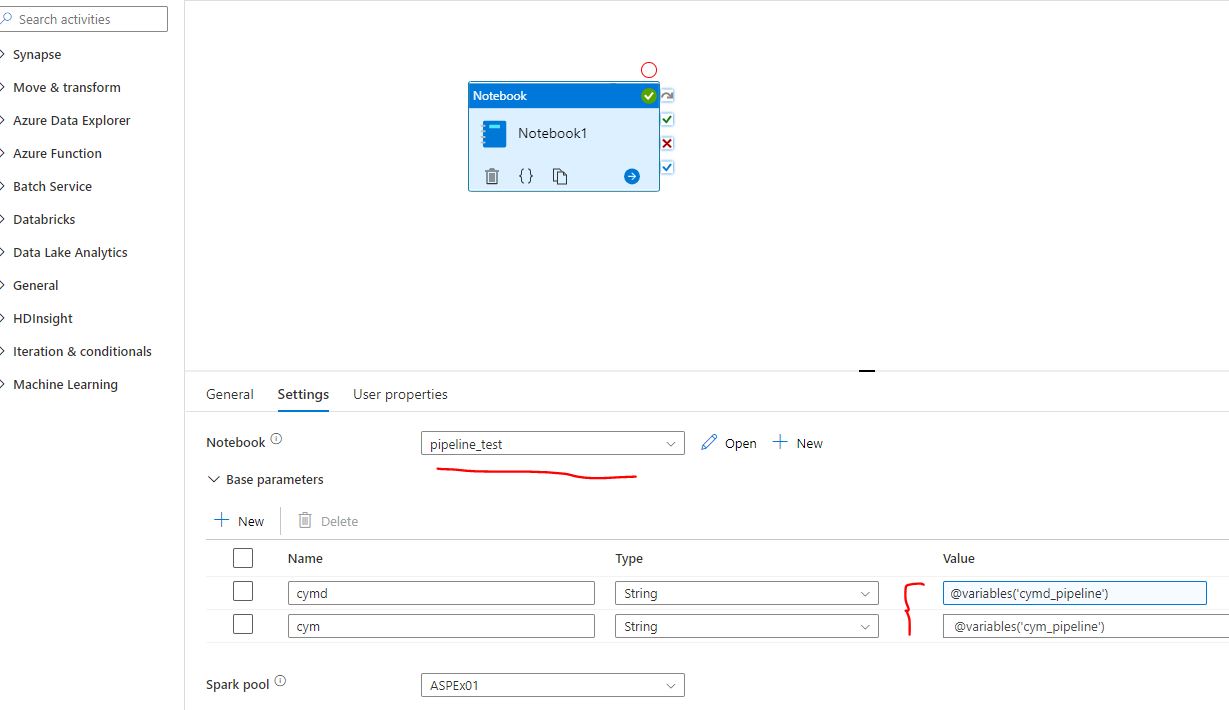 Search activities
Synapse
Move & transform
Azure Data Explorer
Azure Function
Batch Service
Databricks
Data Lake Analytics
General
HDInsight
Iteration & conditionals
Machine Learning
Notebook
Notebook1
General Settings User properties
Notebook pipeline_test Open New
Base parameters
New Delete
Name Type Value
cymd String @variables('cymd_pipeline')
cym String @variables('cym_pipeline')
Spark pool ASPEx01